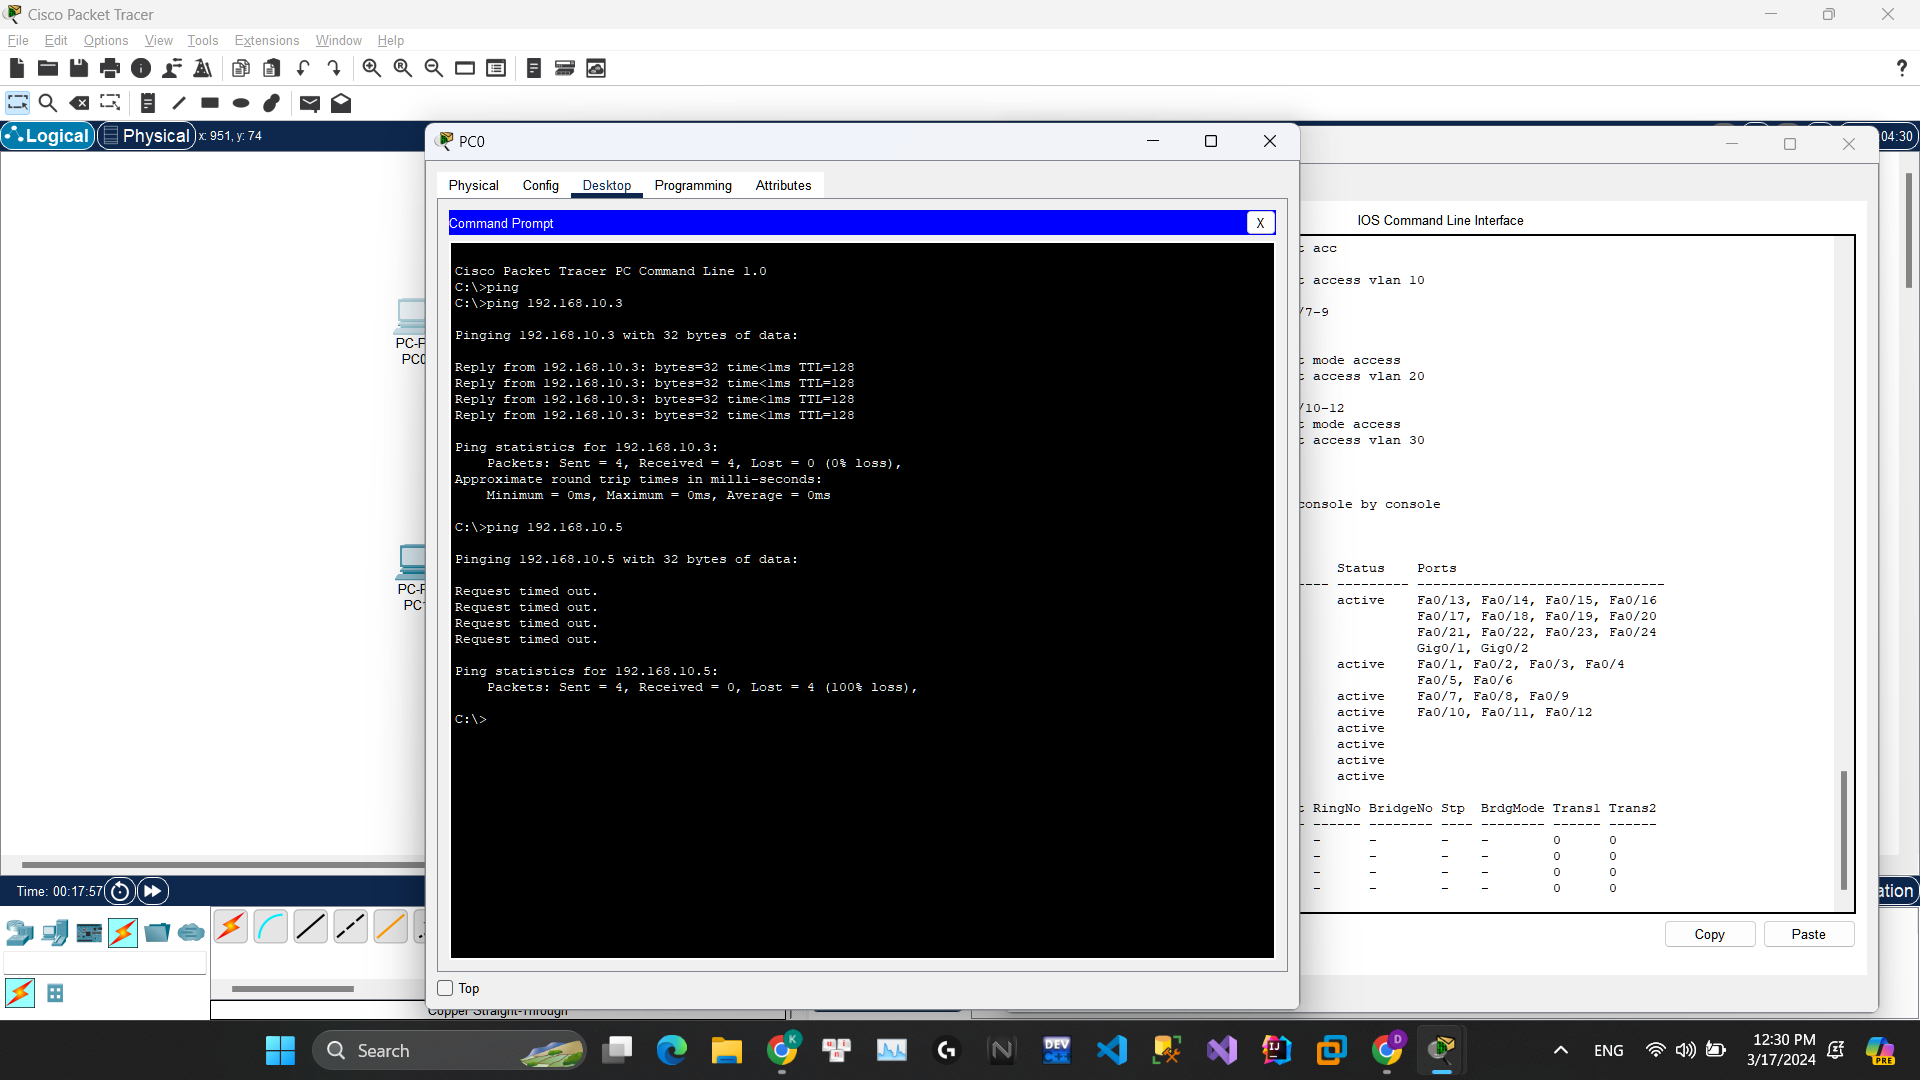 Cisco Packet Tracer
File Edit Options View Tools Extensions Window Help
?
Logical Physical x: 951, y: 74
04:30
PC0
Physical Config Desktop Programming Attributes
Command Prompt X
Cisco Packet Tracer PC Command Line 1.0
C:\>ping
C:\>ping 192.168.10.3
Pinging 192.168.10.3 with 32 bytes of data:
Reply from 192.168.10.3: bytes=32 time<1ms TTL=128
Reply from 192.168.10.3: bytes=32 time<1ms TTL=128
Reply from 192.168.10.3: bytes=32 time<1ms TTL=128
Reply from 192.168.10.3: bytes=32 time<1ms TTL=128
Ping statistics for 192.168.10.3:
Packets: Sent = 4, Received = 4, Lost = 0 (0% loss),
Approximate round trip times in milli-seconds:
Minimum = 0ms, Maximum = 0ms, Average = 0ms
C:\>ping 192.168.10.5
Pinging 192.168.10.5 with 32 bytes of data:
Request timed out.
Request timed out.
Request timed out.
Request timed out.
Ping statistics for 192.168.10.5:
Packets: Sent = 4, Received = 0, Lost = 4 (100% loss),
C:\>
Top
PC-P
PC0
PC-P
PC1
IOS Command Line Interface
t acc
t access vlan 10
/7-9
t mode access
t access vlan 20
/10-12
t mode access
t access vlan 30
console by console
Status Ports
---- --------- -------------------------------
active Fa0/13, Fa0/14, Fa0/15, Fa0/16
Fa0/17, Fa0/18, Fa0/19, Fa0/20
Fa0/21, Fa0/22, Fa0/23, Fa0/24
Gig0/1, Gig0/2
active Fa0/1, Fa0/2, Fa0/3, Fa0/4
Fa0/5, Fa0/6
active Fa0/7, Fa0/8, Fa0/9
active Fa0/10, Fa0/11, Fa0/12
active
active
active
active
t RingNo BridgeNo Stp BrdgMode Trans1 Trans2
- ------ -------- ---- -------- ------ ------
- - - - 0 0
- - - - 0 0
- - - - 0 0
- - - - 0 0
Copy Paste
Time: 00:17:57
ation
Copper Straight-Through
Search
ENG
12:30 PM
3/17/2024